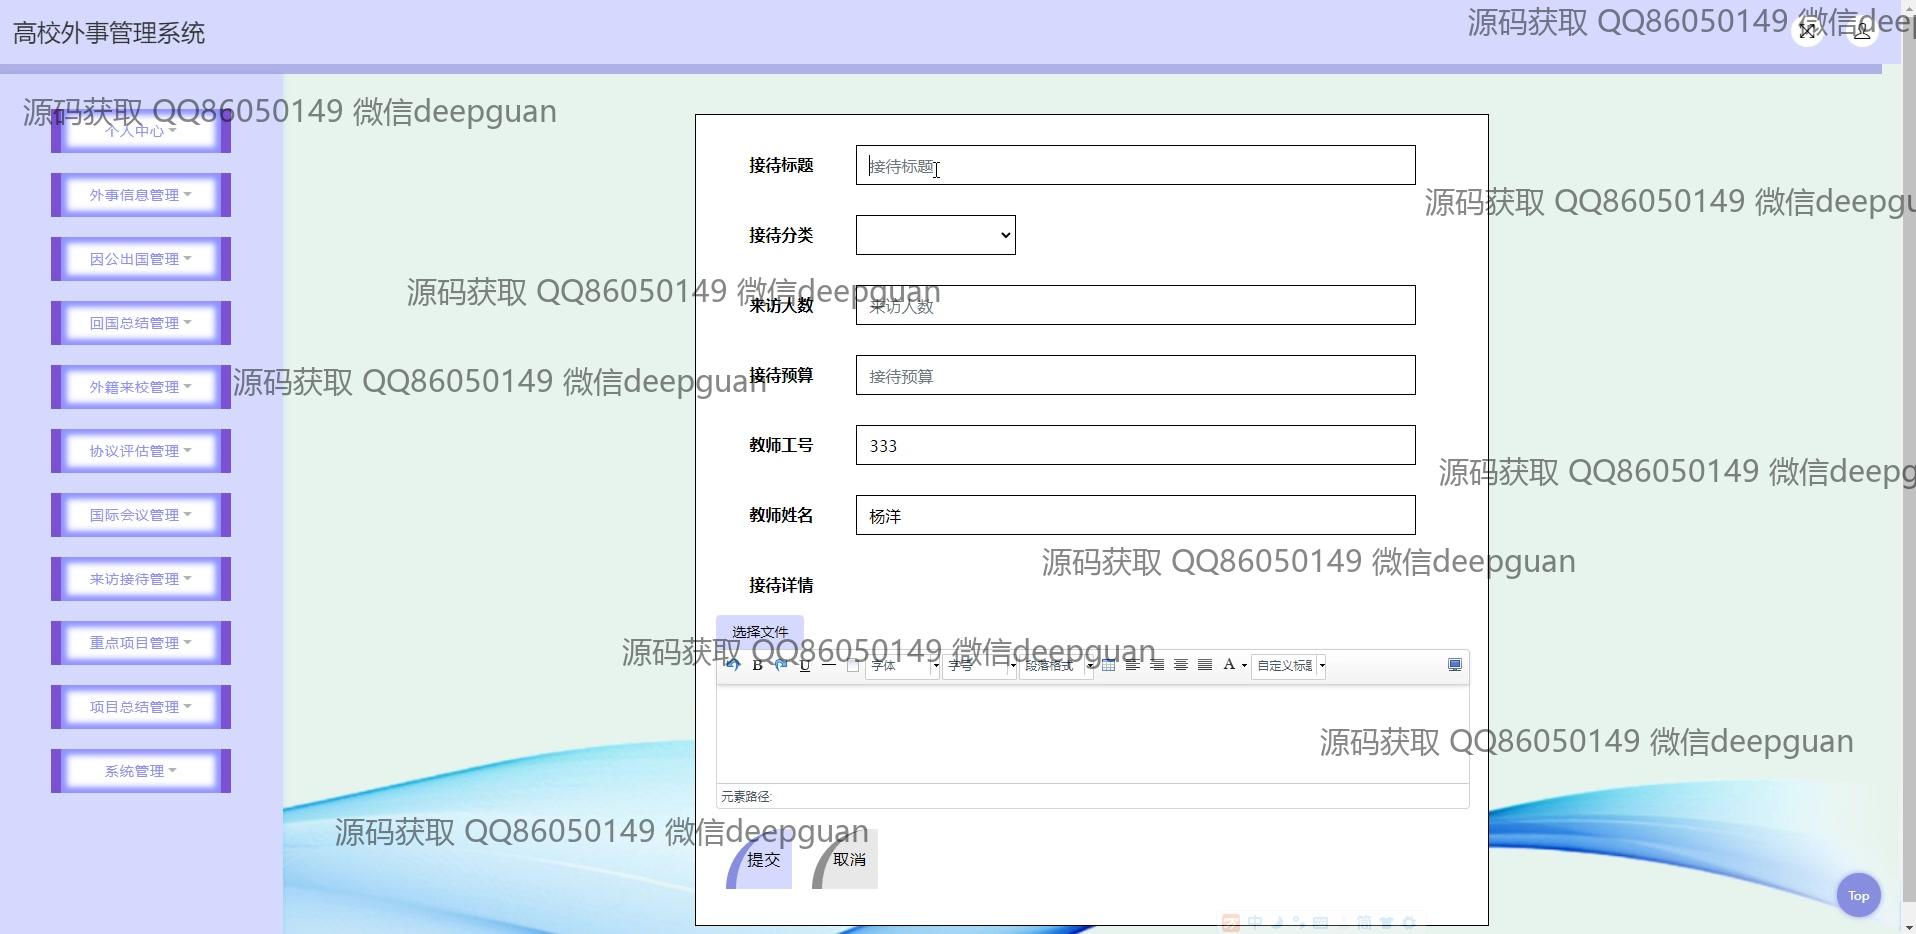 高校外事管理系统
源码获取 QQ86050149 微信deep
源码获取 QQ86050149 微信deepguan
个人中心
外事信息管理
因公出国管理
回国总结管理
外籍来校管理
协议评估管理
国际会议管理
来访接待管理
重点项目管理
项目总结管理
系统管理
接待标题 接待标题
源码获取 QQ86050149 微信deepgu
接待分类
源码获取 QQ86050149 微信deepguan
来访人数 来访人数
源码获取 QQ86050149 微信deepguan
接待预算 接待预算
教师工号 333
源码获取 QQ86050149 微信deepg
教师姓名 杨洋
源码获取 QQ86050149 微信deepguan
接待详情
选择文件
源码获取 QQ86050149 微信deepguan
B U 字体 字号 段落格式 A 自定义标题
源码获取 QQ86050149 微信deepguan
元素路径:
源码获取 QQ86050149 微信deepguan
提交 取消
Top
中 简